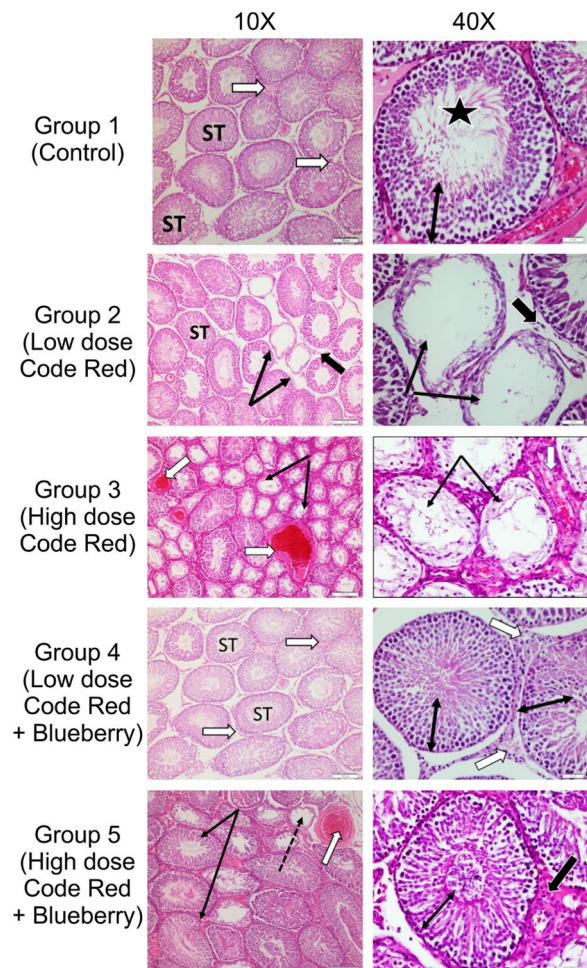 10X 40X
Group 1
(Control)
ST
ST
Group 2
(Low dose
Code Red)
ST
Group 3
(High dose
Code Red)
Group 4
(Low dose
Code Red
+ Blueberry)
ST
ST
Group 5
(High dose
Code Red
+ Blueberry)